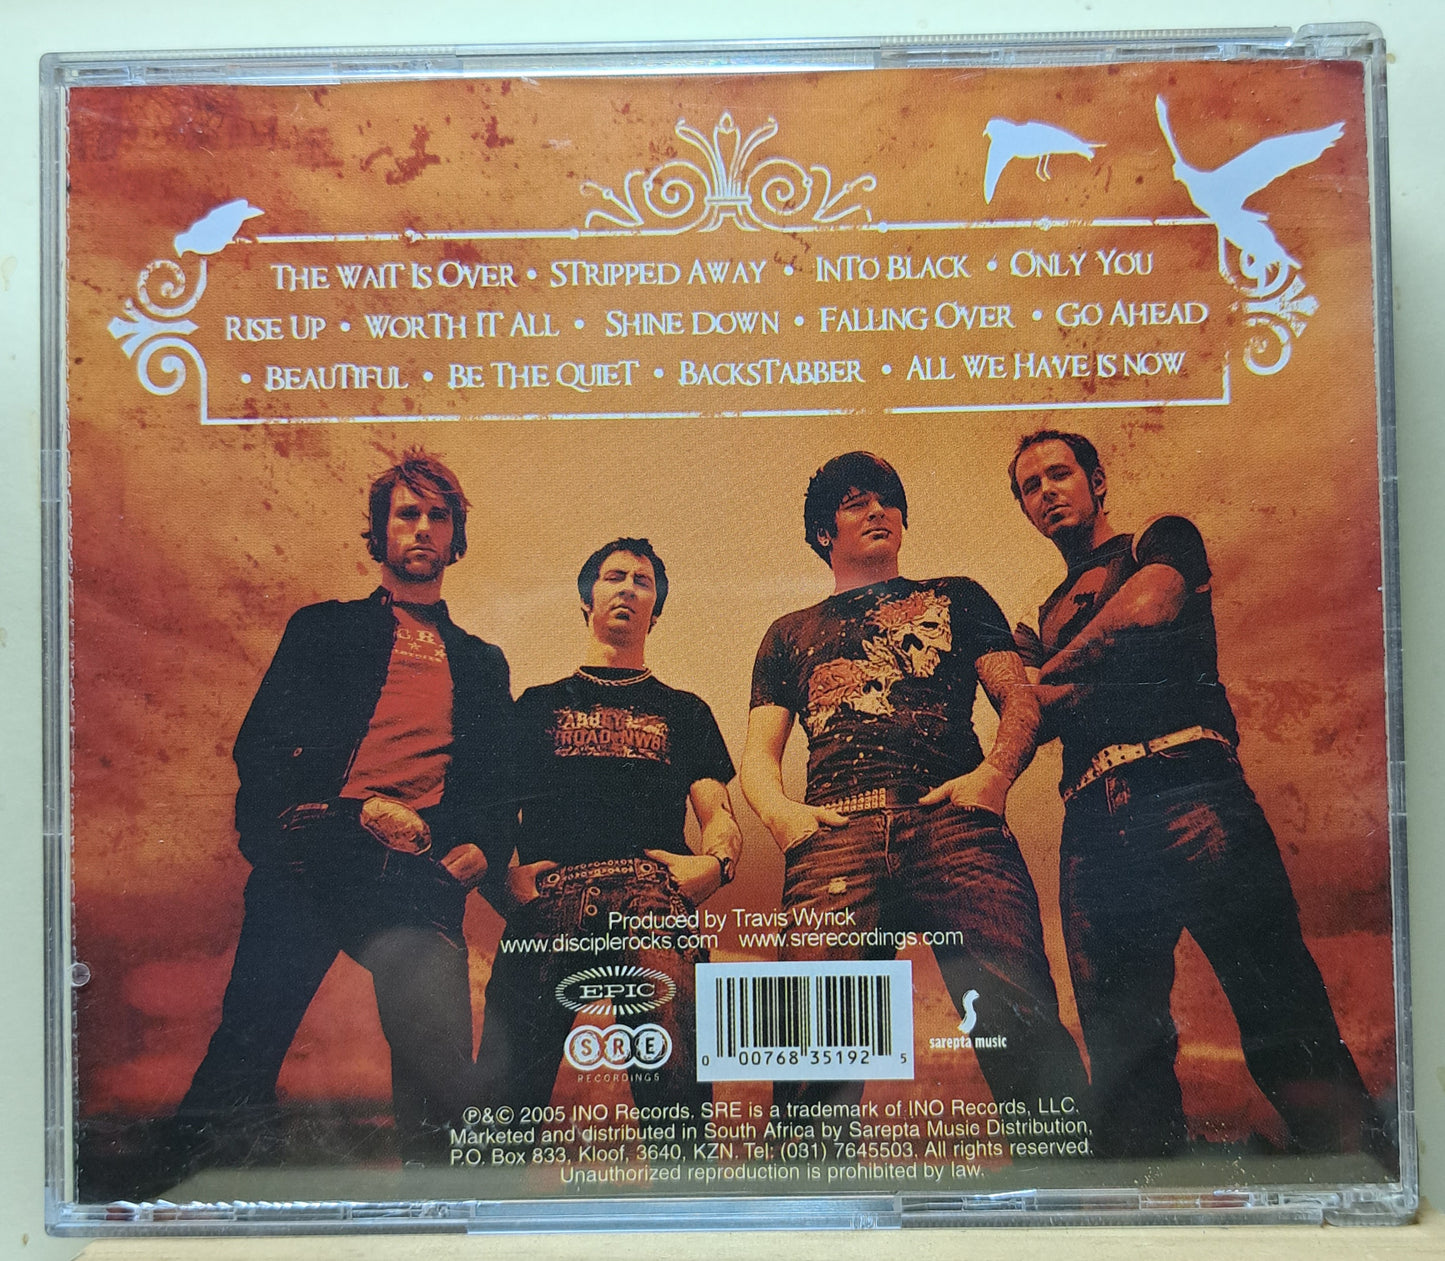 THE WAIT IS OVER • STRIPPED AWAY • INTO BLACK • ONLY YOU
RISE UP • WORTH IT ALL • SHINE DOWN • FALLING OVER • GO AHEAD
• BEAUTIFUL • BE THE QUIET • BACKSTABBER • ALL WE HAVE IS NOW
ABBEY
ROAD NW8
Produced by Travis Wyrick
www.disciplerocks.com www.srerecordings.com
EPIC
SRE
RECORDINGS
0 00768 35192 5
sarepta music
℗&© 2005 INO Records. SRE is a trademark of INO Records, LLC.
Marketed and distributed in South Africa by Sarepta Music Distribution,
P.O. Box 833, Kloof, 3640, KZN. Tel: (031) 7645503. All rights reserved.
Unauthorized reproduction is prohibited by law.